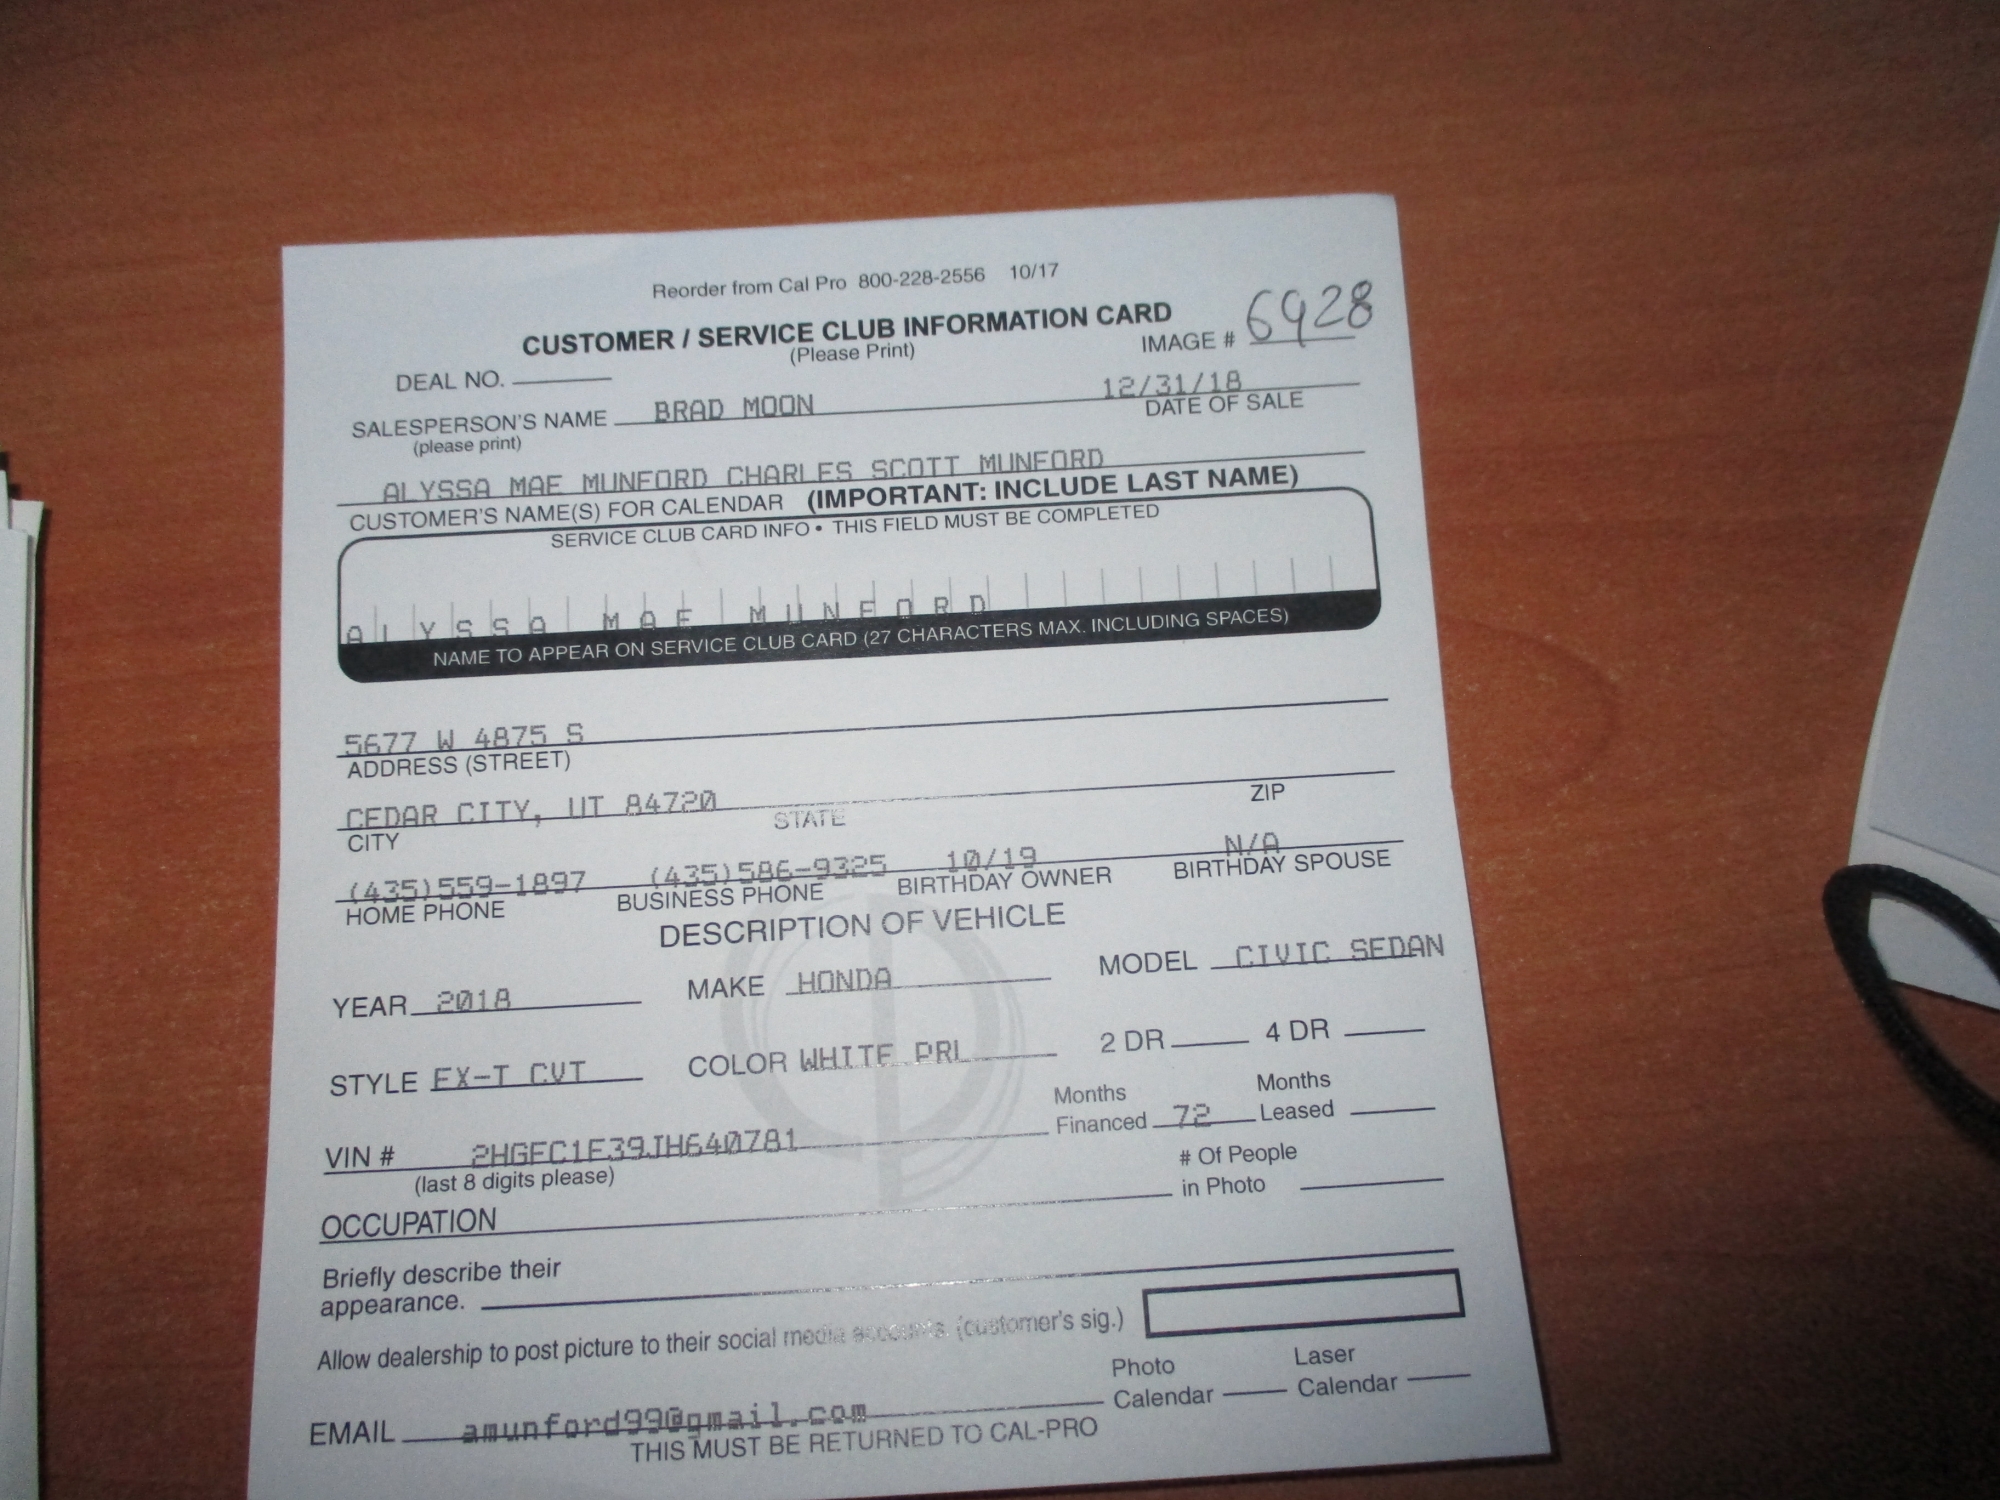 Reorder from Cal Pro 800-228-2556 10/17
CUSTOMER / SERVICE CLUB INFORMATION CARD
(Please Print)
IMAGE # 6928
DEAL NO.
SALESPERSON'S NAME BRAD MOON 12/31/18
(please print) DATE OF SALE
ALYSSA MAE MUNFORD CHARLES SCOTT MUNFORD
CUSTOMER'S NAME(S) FOR CALENDAR (IMPORTANT: INCLUDE LAST NAME)
SERVICE CLUB CARD INFO • THIS FIELD MUST BE COMPLETED
ALYSSA MAE MUNFORD
NAME TO APPEAR ON SERVICE CLUB CARD (27 CHARACTERS MAX. INCLUDING SPACES)
5677 W 4875 S
ADDRESS (STREET)
CEDAR CITY, UT 84720
CITY STATE ZIP
(435)559-1897 (435)586-9325 10/19 N/A
HOME PHONE BUSINESS PHONE BIRTHDAY OWNER BIRTHDAY SPOUSE
DESCRIPTION OF VEHICLE
YEAR 2018 MAKE HONDA MODEL CIVIC SEDAN
STYLE EX-T CVT COLOR WHITE PRL 2 DR 4 DR
Months Financed 72 Months Leased
VIN # 2HGFC1F39JH640781
(last 8 digits please)
# Of People in Photo
OCCUPATION
Briefly describe their
appearance.
Allow dealership to post picture to their social media accounts. (customer's sig.)
Photo Calendar Laser Calendar
EMAIL amunford99@gmail.com
THIS MUST BE RETURNED TO CAL-PRO